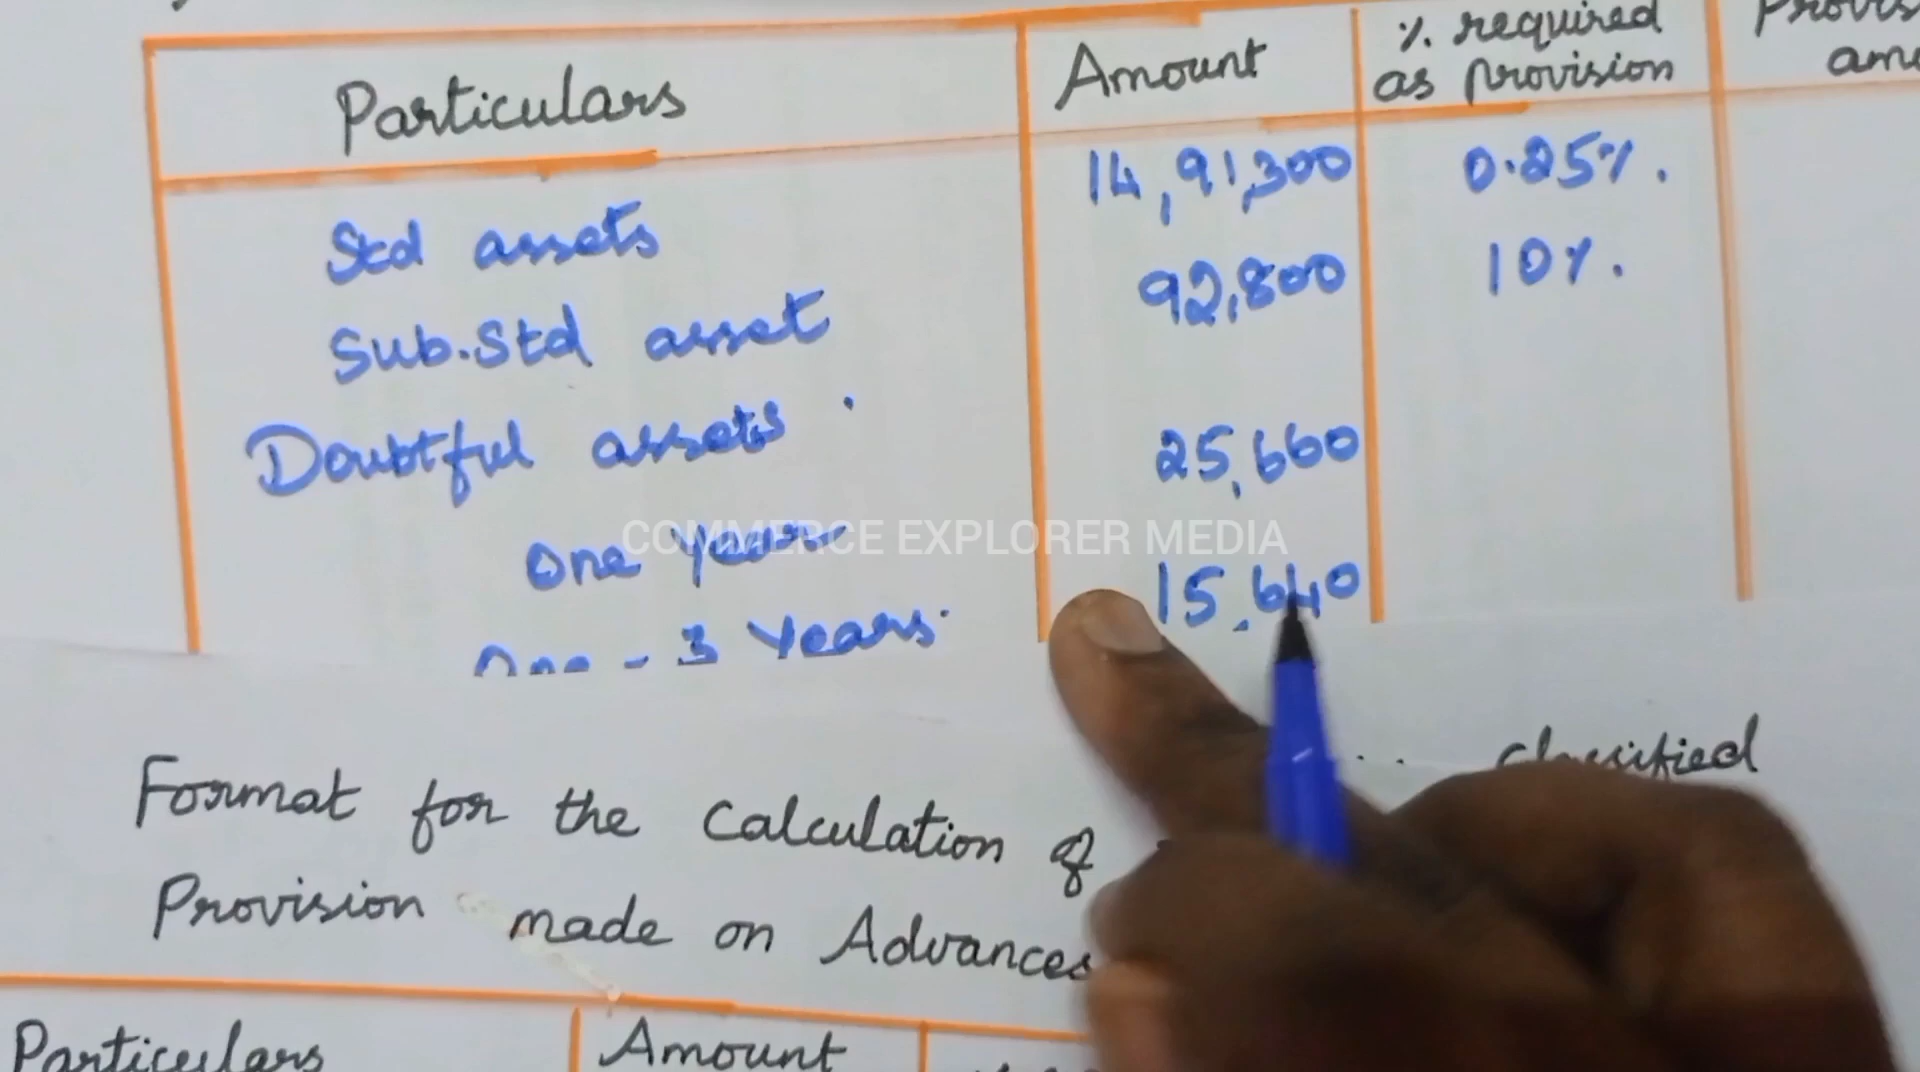 Particulars Amount % required as provision
Std assets 14,91,300 0.25%.
Sub.Std asset 92,800 10%.
Doubtful assets 25,660
One year 15,640
- 3 Years.
classified
Format for the Calculation of
Provision made on Advances
Particulars Amount
COMMERCE EXPLORER MEDIA